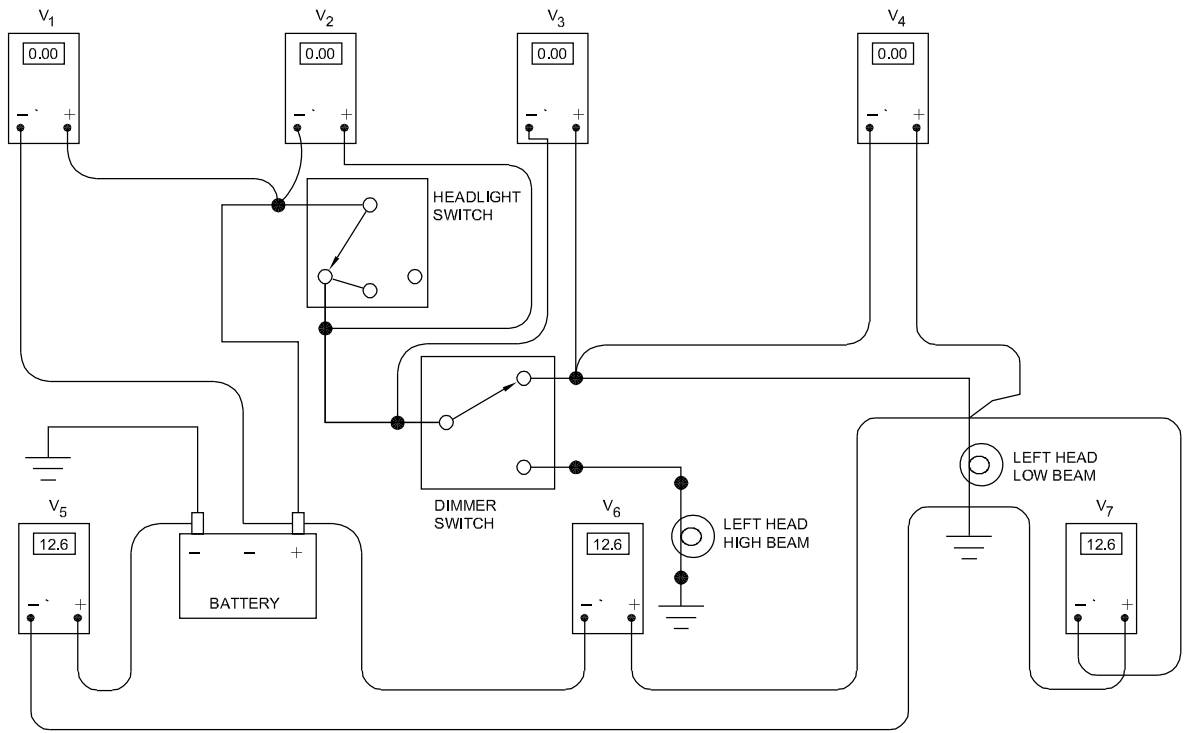 V1
V2
V3
V4
0.00
0.00
0.00
0.00
- ` +
- ` +
- ` +
- ` +
HEADLIGHT
SWITCH
LEFT HEAD
LOW BEAM
DIMMER
SWITCH
V5
V6
V7
12.6
12.6
12.6
LEFT HEAD
HIGH BEAM
- - +
BATTERY
- ` +
- ` +
- ` +